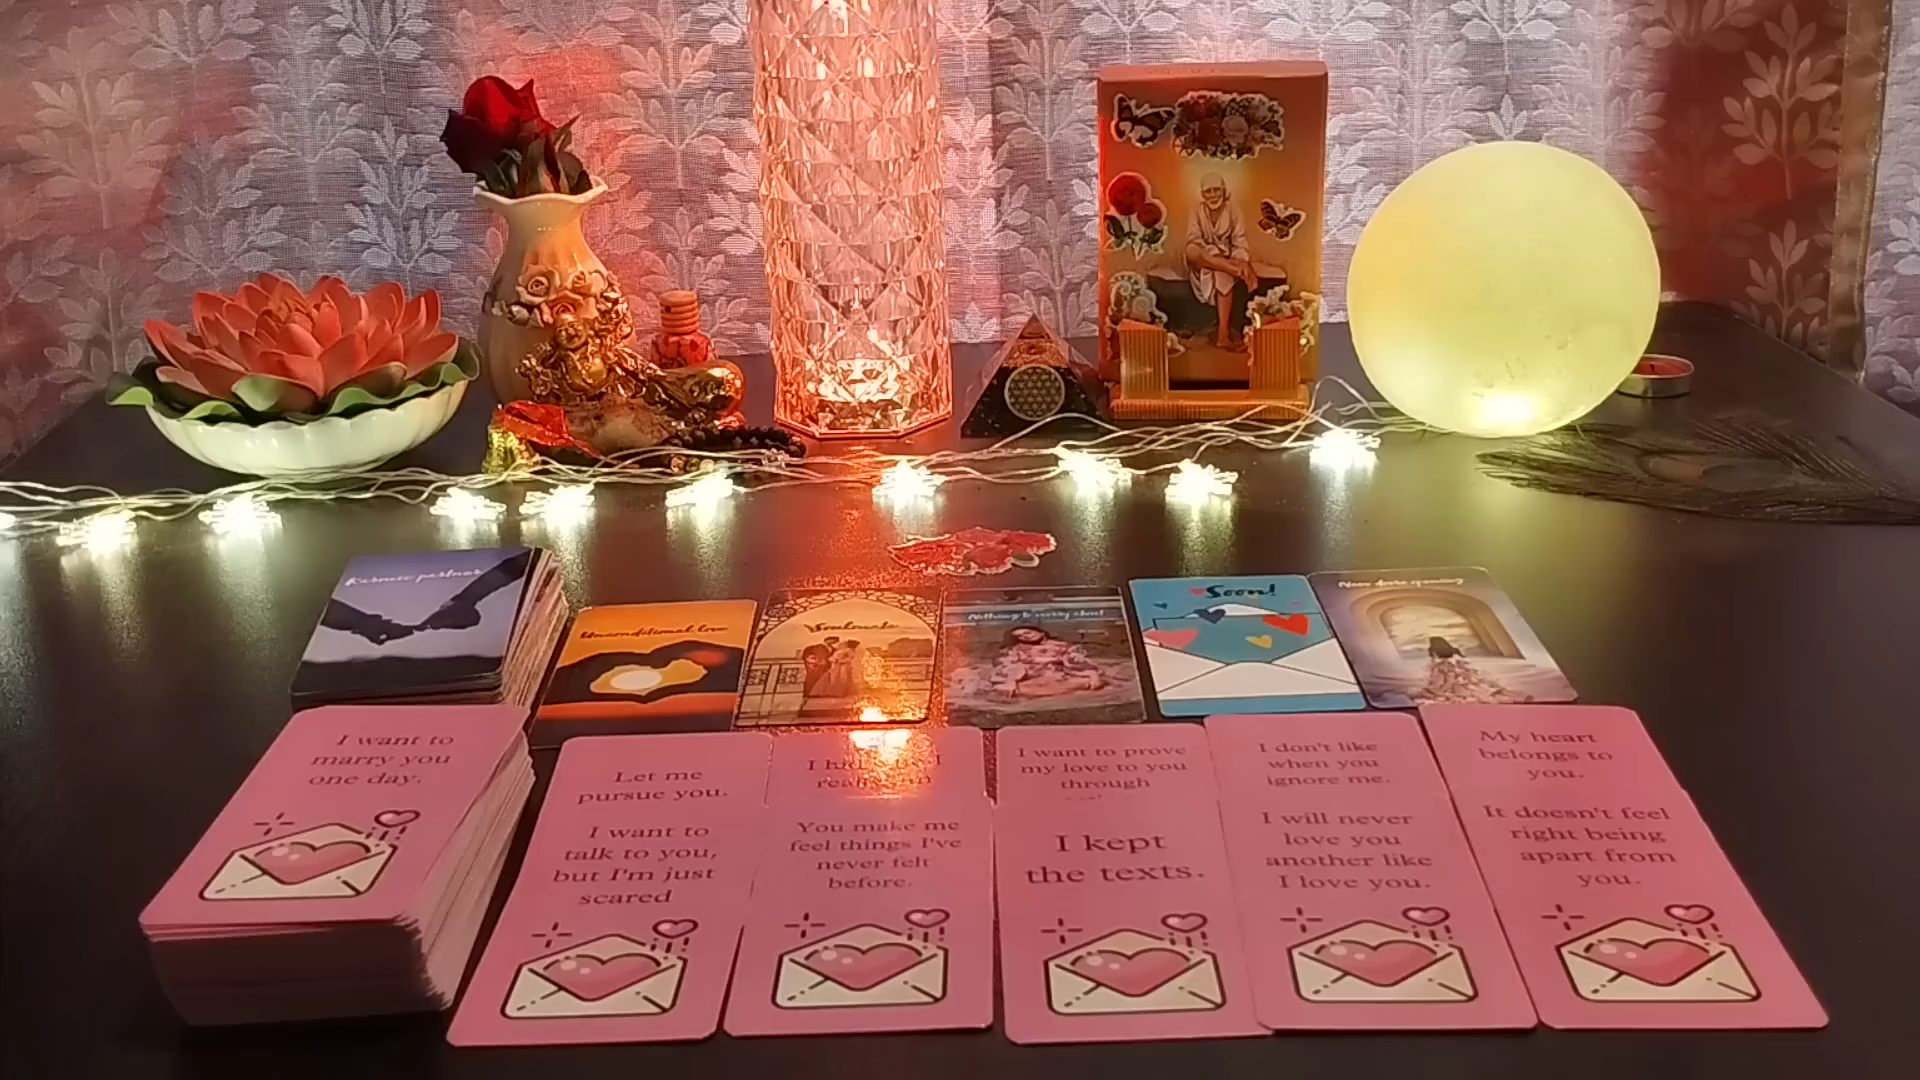 Karmic partner
Unconditional love
Soulmate
Nothing to worry about
Soon!
New doors opening
I want to
marry you
one day.
Let me
pursue you.
I want to
talk to you,
but I'm just
scared
I
You make me
feel things I've
never felt
before.
I want to prove
my love to you
through
I kept
the texts.
I don't like
when you
ignore me.
I will never
love you
another like
I love you.
My heart
belongs to
you.
It doesn't feel
right being
apart from
you.